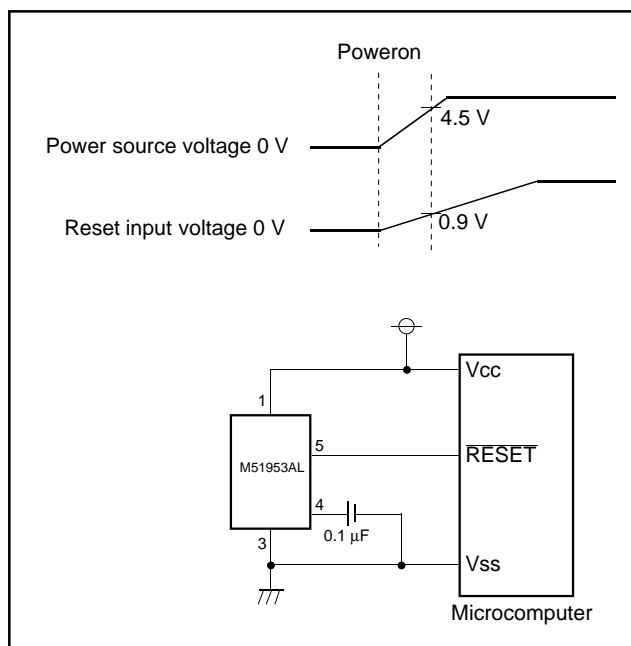 Poweron
4.5 V
Power source voltage 0 V
0.9 V
Reset input voltage 0 V
Vcc
1
5
RESET
M51953AL
4
0.1 μF
3
Vss
Microcomputer